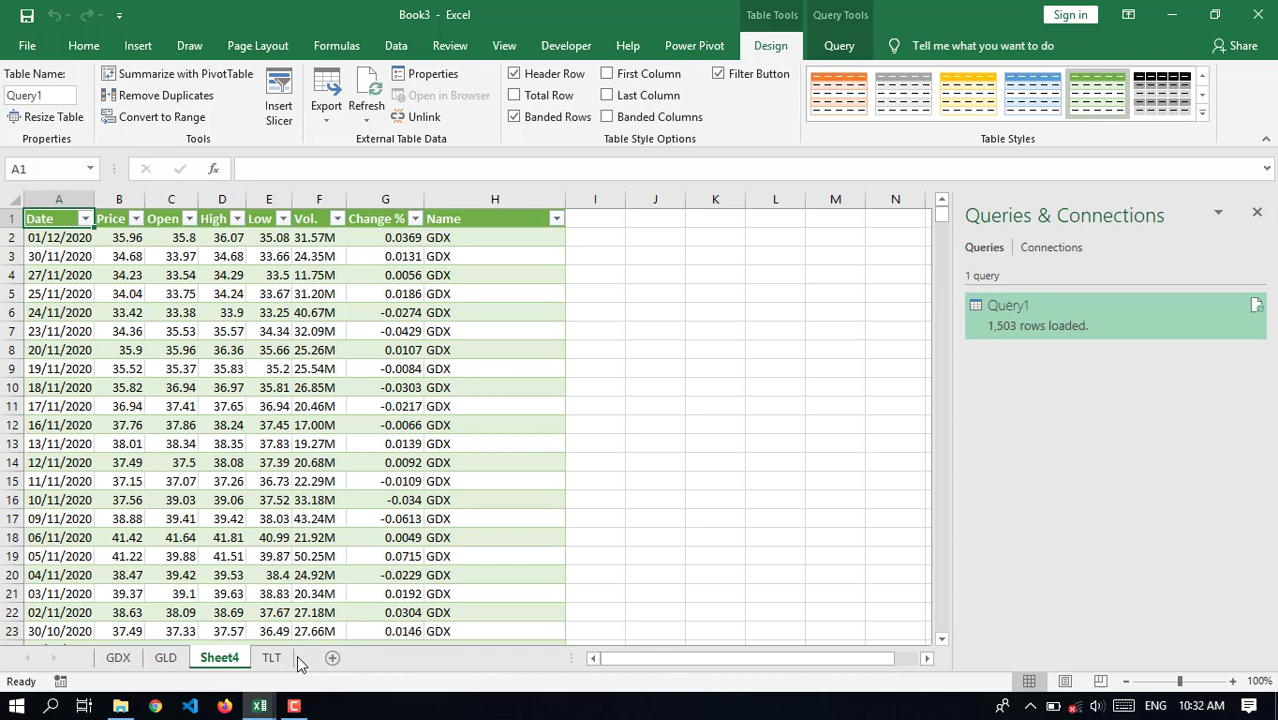 Book3 - Excel
Table Tools
Query Tools
Sign in
File Home Insert Draw Page Layout Formulas Data Review View Developer Help Power Pivot Design Query Tell me what you want to do Share
Table Name:
Query1
Resize Table
Properties
Summarize with PivotTable
Remove Duplicates
Convert to Range
Tools
Insert Slicer
Export Refresh
Properties
Open in Browser
Unlink
External Table Data
Header Row First Column Filter Button
Total Row Last Column
Banded Rows Banded Columns
Table Style Options
Table Styles
A1
fx
A B C D E F G H I J K L M N
1 Date Price Open High Low Vol. Change % Name
2 01/12/2020 35.96 35.8 36.07 35.08 31.57M 0.0369 GDX
3 30/11/2020 34.68 33.97 34.68 33.66 24.35M 0.0131 GDX
4 27/11/2020 34.23 33.54 34.29 33.5 11.75M 0.0056 GDX
5 25/11/2020 34.04 33.75 34.24 33.67 31.20M 0.0186 GDX
6 24/11/2020 33.42 33.38 33.9 33.25 40.67M -0.0274 GDX
7 23/11/2020 34.36 35.53 35.57 34.34 32.09M -0.0429 GDX
8 20/11/2020 35.9 35.96 36.36 35.66 25.26M 0.0107 GDX
9 19/11/2020 35.52 35.37 35.83 35.2 25.54M -0.0084 GDX
10 18/11/2020 35.82 36.94 36.97 35.81 26.85M -0.0303 GDX
11 17/11/2020 36.94 37.41 37.65 36.94 20.46M -0.0217 GDX
12 16/11/2020 37.76 37.86 38.24 37.45 17.00M -0.0066 GDX
13 13/11/2020 38.01 38.34 38.35 37.83 19.27M 0.0139 GDX
14 12/11/2020 37.49 37.5 38.08 37.39 20.68M 0.0092 GDX
15 11/11/2020 37.15 37.07 37.26 36.73 22.29M -0.0109 GDX
16 10/11/2020 37.56 39.03 39.06 37.52 33.18M -0.034 GDX
17 09/11/2020 38.88 39.41 39.42 38.03 43.24M -0.0613 GDX
18 06/11/2020 41.42 41.64 41.81 40.99 21.92M 0.0049 GDX
19 05/11/2020 41.22 39.88 41.51 39.87 50.25M 0.0715 GDX
20 04/11/2020 38.47 39.42 39.53 38.4 24.92M -0.0229 GDX
21 03/11/2020 39.37 39.1 39.63 38.83 20.34M 0.0192 GDX
22 02/11/2020 38.63 38.09 38.69 37.67 27.18M 0.0304 GDX
23 30/10/2020 37.49 37.33 37.57 36.49 27.66M 0.0146 GDX
Queries & Connections
Queries Connections
1 query
Query1
1,503 rows loaded.
GDX GLD Sheet4 TLT
Ready
100%
ENG 10:32 AM